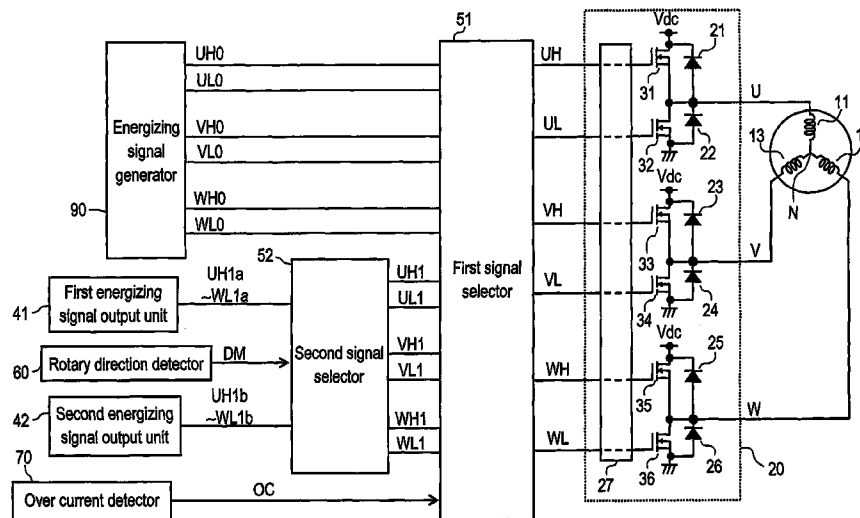 51
Vdc
21
UH0
UH
UL0
31
U
11
Energizing
signal
generator
VH0
VL0
UL
32
22
13
1
Vdc
23
WH0
WL0
90
VH
33
N
52
UH1a
~WL1a
UH1
First signal
selector
V
First energizing
signal output unit
41
UL1
VL
34
24
Second signal
selector
Vdc
25
Rotary direction detector
DM
VH1
60
VL1
WH
35
W
UH1b
~WL1b
42
Second energizing
signal output unit
WH1
WL1
WL
36
26
20
70
27
Over current detector
OC